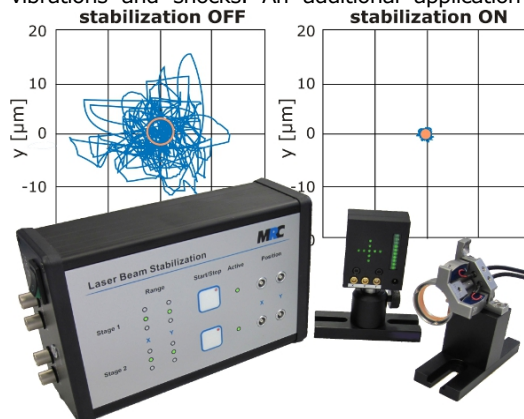 vibrations and shocks. An additional application
stabilization OFF
stabilization ON
20
10
0
-10
y [µm]
20
10
0
-10
y [µm]
MRC
Laser Beam Stabilization
Range
Start/Stop
Active
Position
X
Y
X
Y
Stage 1
X
Y
Stage 2